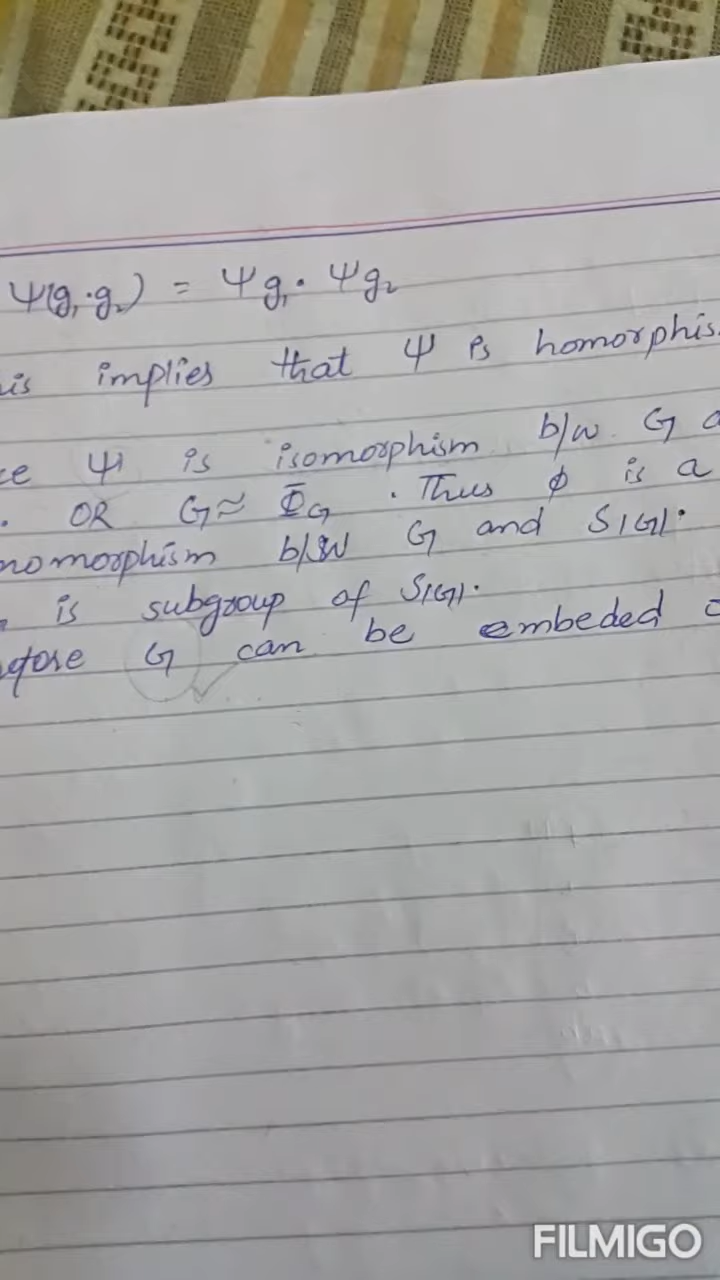 Ψ(g₁·g₂) = Ψg₁· Ψg₂
is implies that Ψ is homorphis
ce Ψ is isomorphism b/w G
. OR G≈ Φ_G . Thus φ is a
nomorphism b/w G and S|G|.
is subgroup of S|G|.
efore G can be embeded
FILMIGO